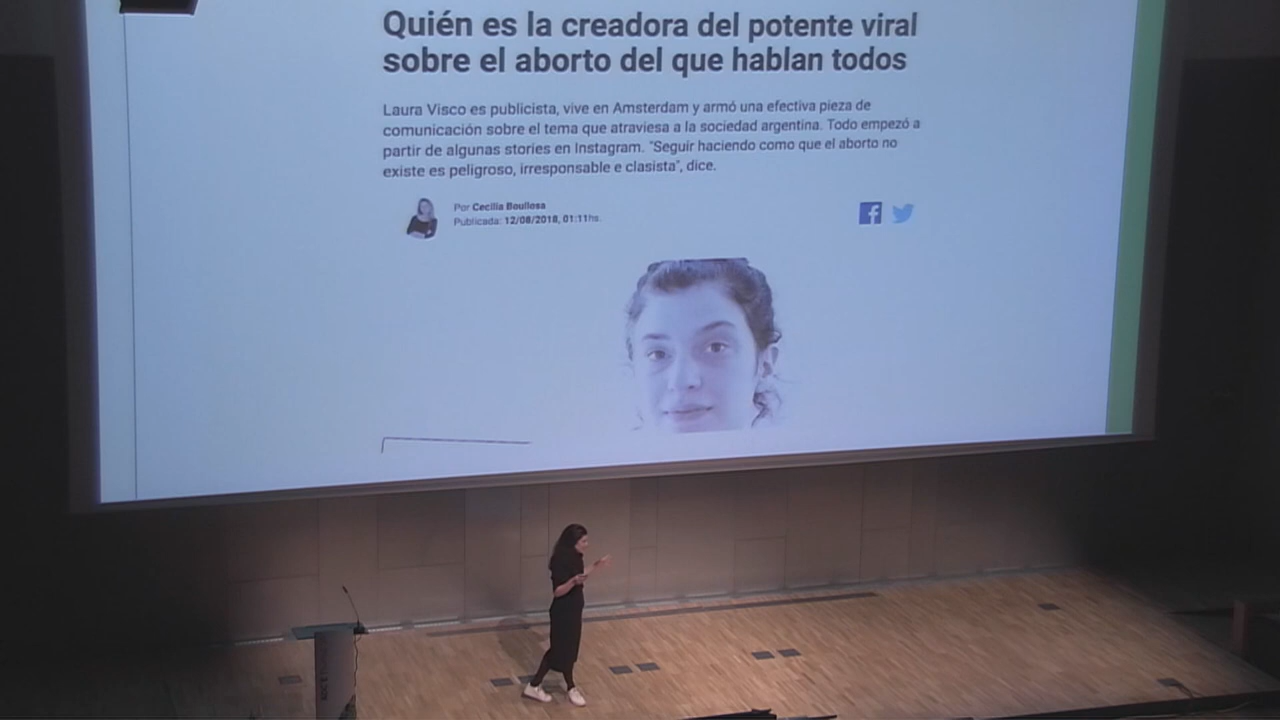 Quién es la creadora del potente viral
sobre el aborto del que hablan todos
Laura Visco es publicista, vive en Amsterdam y armó una efectiva pieza de
comunicación sobre el tema que atraviesa a la sociedad argentina. Todo empezó a
partir de algunas stories en Instagram. "Seguir haciendo como que el aborto no
existe es peligroso, irresponsable e clasista", dice.
Por Cecilia Boullosa
Publicada: 12/08/2018, 01:11hs.